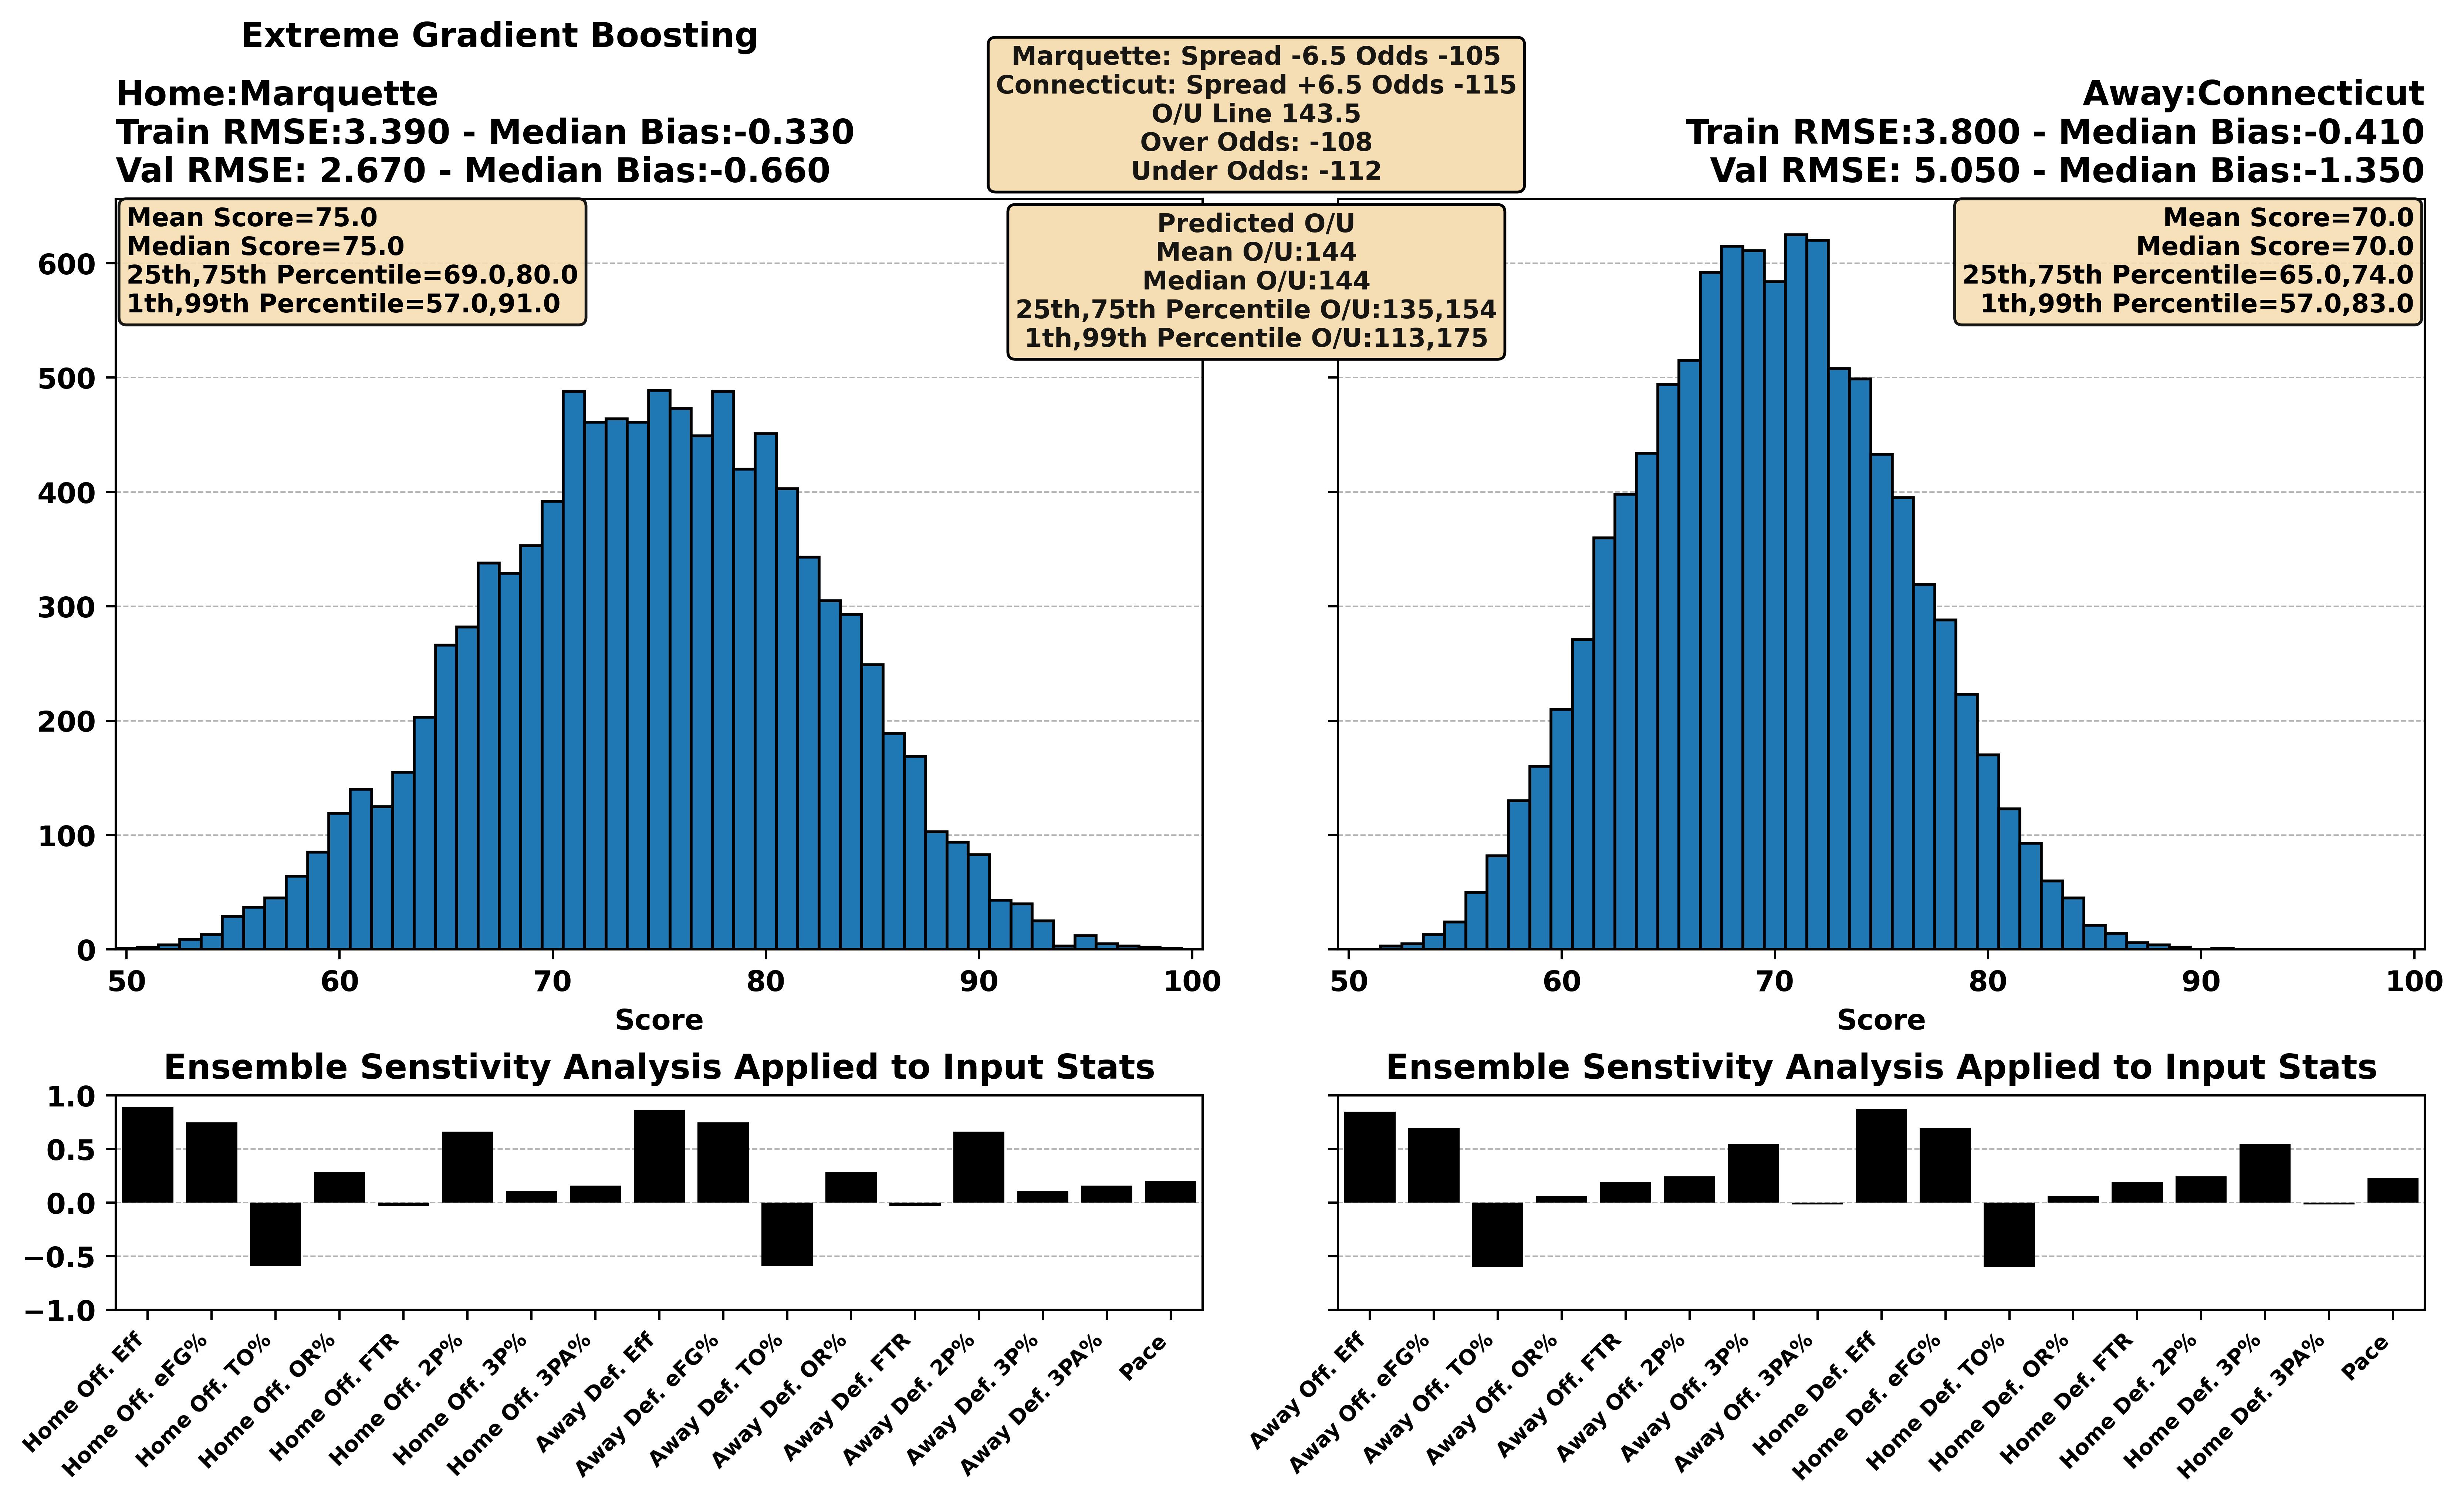 Extreme Gradient Boosting
Home:Marquette
Train RMSE:3.390 - Median Bias:-0.330
Val RMSE: 2.670 - Median Bias:-0.660
Marquette: Spread -6.5 Odds -105
Connecticut: Spread +6.5 Odds -115
O/U Line 143.5
Over Odds: -108
Under Odds: -112
Away:Connecticut
Train RMSE:3.800 - Median Bias:-0.410
Val RMSE: 5.050 - Median Bias:-1.350
Mean Score=75.0
Median Score=75.0
25th,75th Percentile=69.0,80.0
1th,99th Percentile=57.0,91.0
Predicted O/U
Mean O/U:144
Median O/U:144
25th,75th Percentile O/U:135,154
1th,99th Percentile O/U:113,175
Mean Score=70.0
Median Score=70.0
25th,75th Percentile=65.0,74.0
1th,99th Percentile=57.0,83.0
600
500
400
300
200
100
0
50 60 70 80 90 100
Score
50 60 70 80 90 100
Score
Ensemble Senstivity Analysis Applied to Input Stats
1.0
0.5
0.0
−0.5
−1.0
Home Off. Eff
Home Off. eFG%
Home Off. TO%
Home Off. OR%
Home Off. FTR
Home Off. 2P%
Home Off. 3P%
Home Off. 3PA%
Away Def. Eff
Away Def. eFG%
Away Def. TO%
Away Def. OR%
Away Def. FTR
Away Def. 2P%
Away Def. 3P%
Away Def. 3PA%
Pace
Ensemble Senstivity Analysis Applied to Input Stats
Away Off. Eff
Away Off. eFG%
Away Off. TO%
Away Off. OR%
Away Off. FTR
Away Off. 2P%
Away Off. 3P%
Away Off. 3PA%
Home Def. Eff
Home Def. eFG%
Home Def. TO%
Home Def. OR%
Home Def. FTR
Home Def. 2P%
Home Def. 3P%
Home Def. 3PA%
Pace